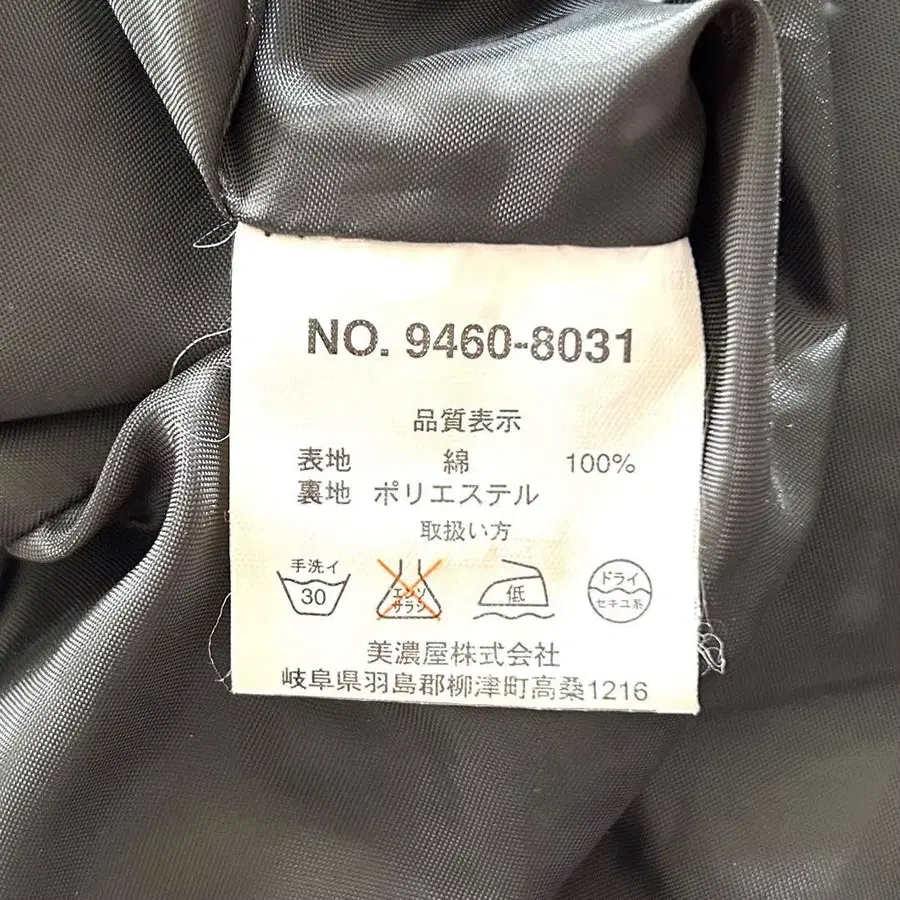 NO. 9460-8031
品質表示
表地 綿 100%
裏地 ポリエステル
取扱い方
手洗イ 30
エンソ サラシ
低
ドライ セキユ系
美濃屋株式会社
岐阜県羽島郡柳津町高桑1216